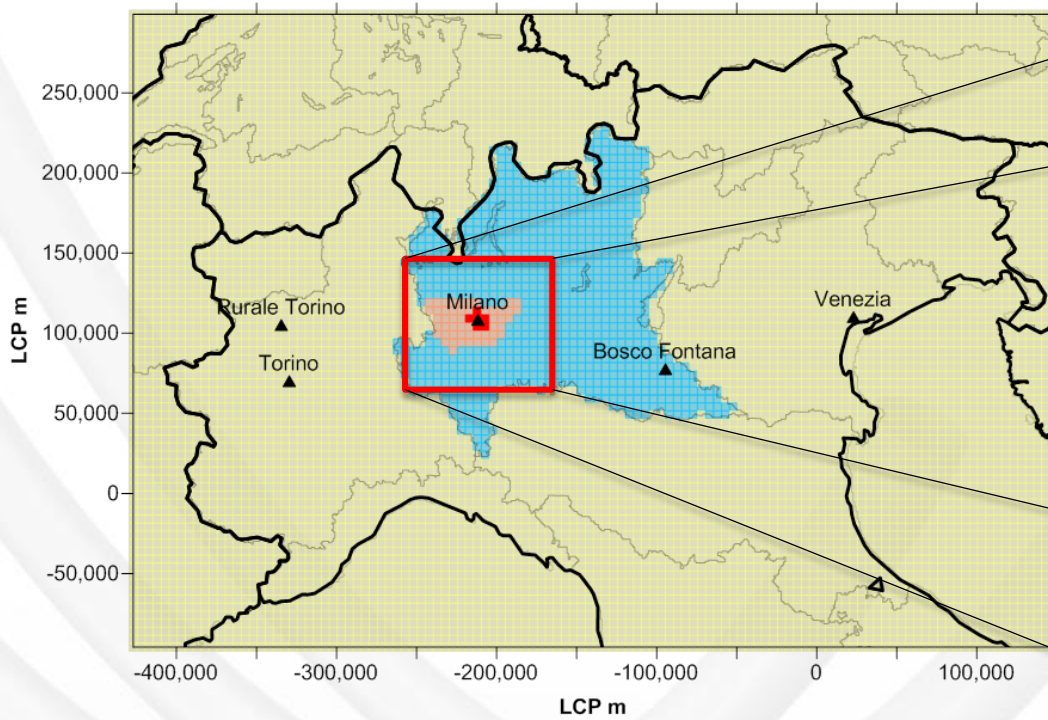 250,000
200,000
150,000
100,000
50,000
0
-50,000
LCP m
Rurale Torino
Torino
Milano
Bosco Fontana
Venezia
-400,000
-300,000
-200,000
-100,000
0
100,000
LCP m